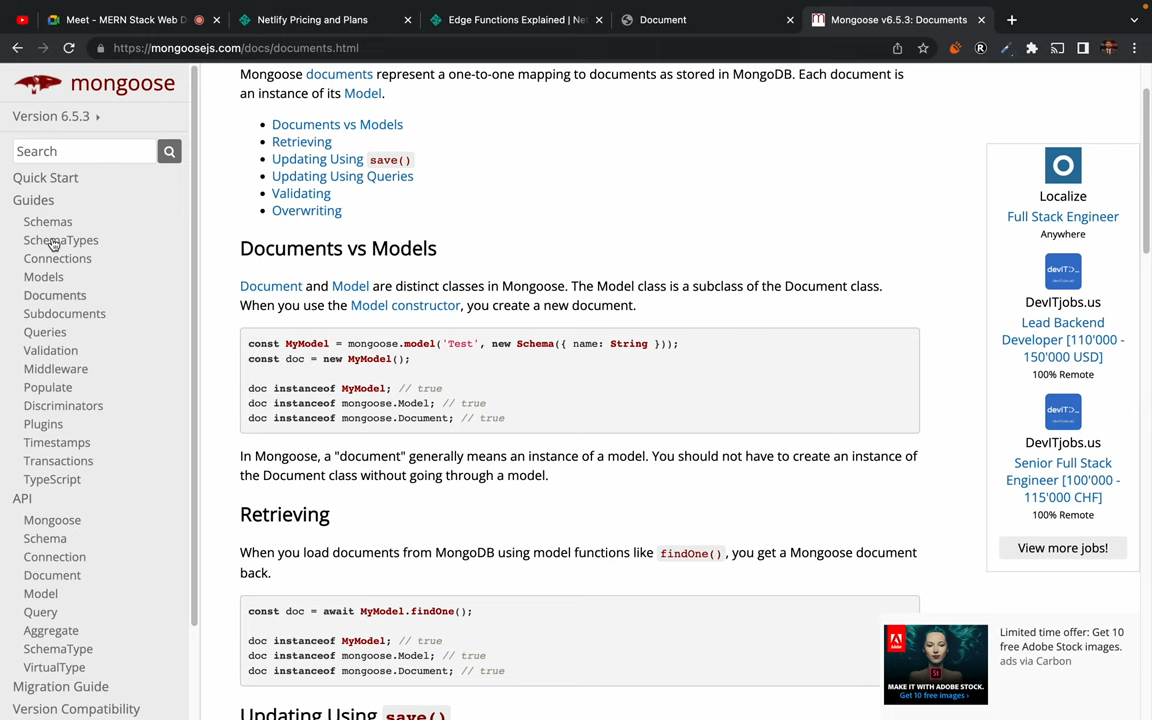 Meet - MERN Stack Web D
Netlify Pricing and Plans
Edge Functions Explained | Net
Document
Mongoose v6.5.3: Documents
https://mongoosejs.com/docs/documents.html
mongoose
Version 6.5.3
Search
Quick Start
Guides
Schemas
SchemaTypes
Connections
Models
Documents
Subdocuments
Queries
Validation
Middleware
Populate
Discriminators
Plugins
Timestamps
Transactions
TypeScript
API
Mongoose
Schema
Connection
Document
Model
Query
Aggregate
SchemaType
VirtualType
Migration Guide
Version Compatibility
Mongoose documents represent a one-to-one mapping to documents as stored in MongoDB. Each document is
an instance of its Model.
Documents vs Models
Retrieving
Updating Using save()
Updating Using Queries
Validating
Overwriting
Documents vs Models
Document and Model are distinct classes in Mongoose. The Model class is a subclass of the Document class.
When you use the Model constructor, you create a new document.
const MyModel = mongoose.model('Test', new Schema({ name: String }));
const doc = new MyModel();
doc instanceof MyModel; // true
doc instanceof mongoose.Model; // true
doc instanceof mongoose.Document; // true
In Mongoose, a "document" generally means an instance of a model. You should not have to create an instance of
the Document class without going through a model.
Retrieving
When you load documents from MongoDB using model functions like findOne(), you get a Mongoose document
back.
const doc = await MyModel.findOne();
doc instanceof MyModel; // true
doc instanceof mongoose.Model; // true
doc instanceof mongoose.Document; // true
Updating Using save()
Localize
Full Stack Engineer
Anywhere
devIT>_
DevITjobs.us
Lead Backend
Developer [110'000 -
150'000 USD]
100% Remote
devIT>_
DevITjobs.us
Senior Full Stack
Engineer [100'000 -
115'000 CHF]
100% Remote
View more jobs!
MAKE IT WITH ADOBE STOCK.
Get 10 free images ›
Limited time offer: Get 10
free Adobe Stock images.
ads via Carbon